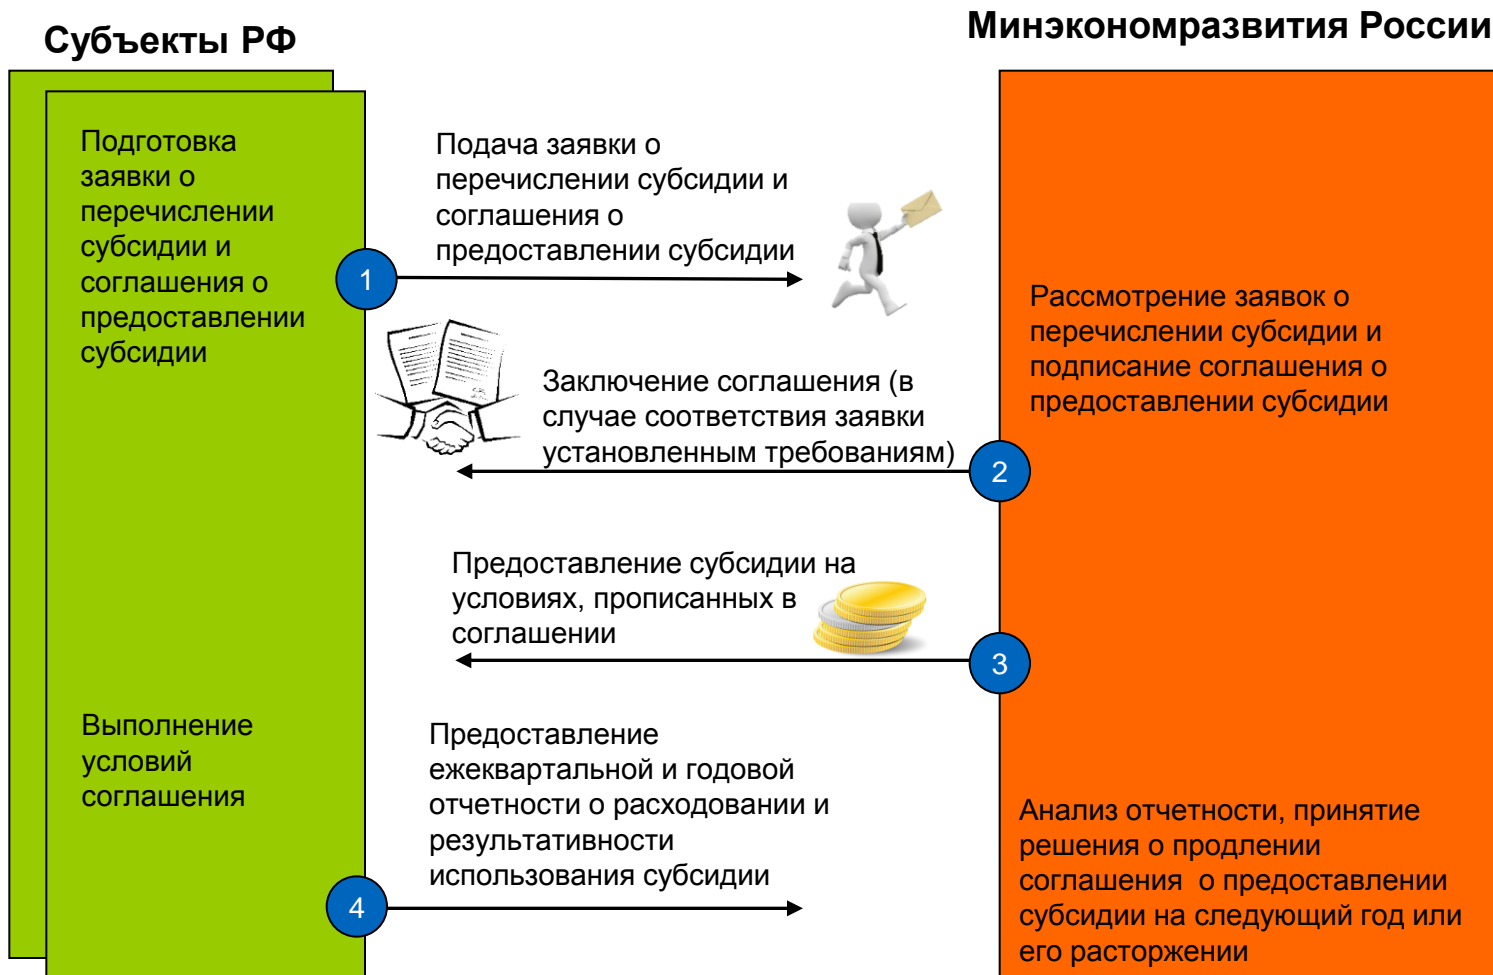 Субъекты РФ
Минэкономразвития России
Подготовка
заявки о
перечислении
субсидии и
соглашения о
предоставлении
субсидии
Подача заявки о
перечислении субсидии и
соглашения о
предоставлении субсидии
1
Рассмотрение заявок о
перечислении субсидии и
подписание соглашения о
предоставлении субсидии
Заключение соглашения (в
случае соответствия заявки
установленным требованиям)
2
Предоставление субсидии на
условиях, прописанных в
соглашении
3
Выполнение
условий
соглашения
Предоставление
ежеквартальной и годовой
отчетности о расходовании и
результативности
использования субсидии
4
Анализ отчетности, принятие
решения о продлении
соглашения о предоставлении
субсидии на следующий год или
его расторжении